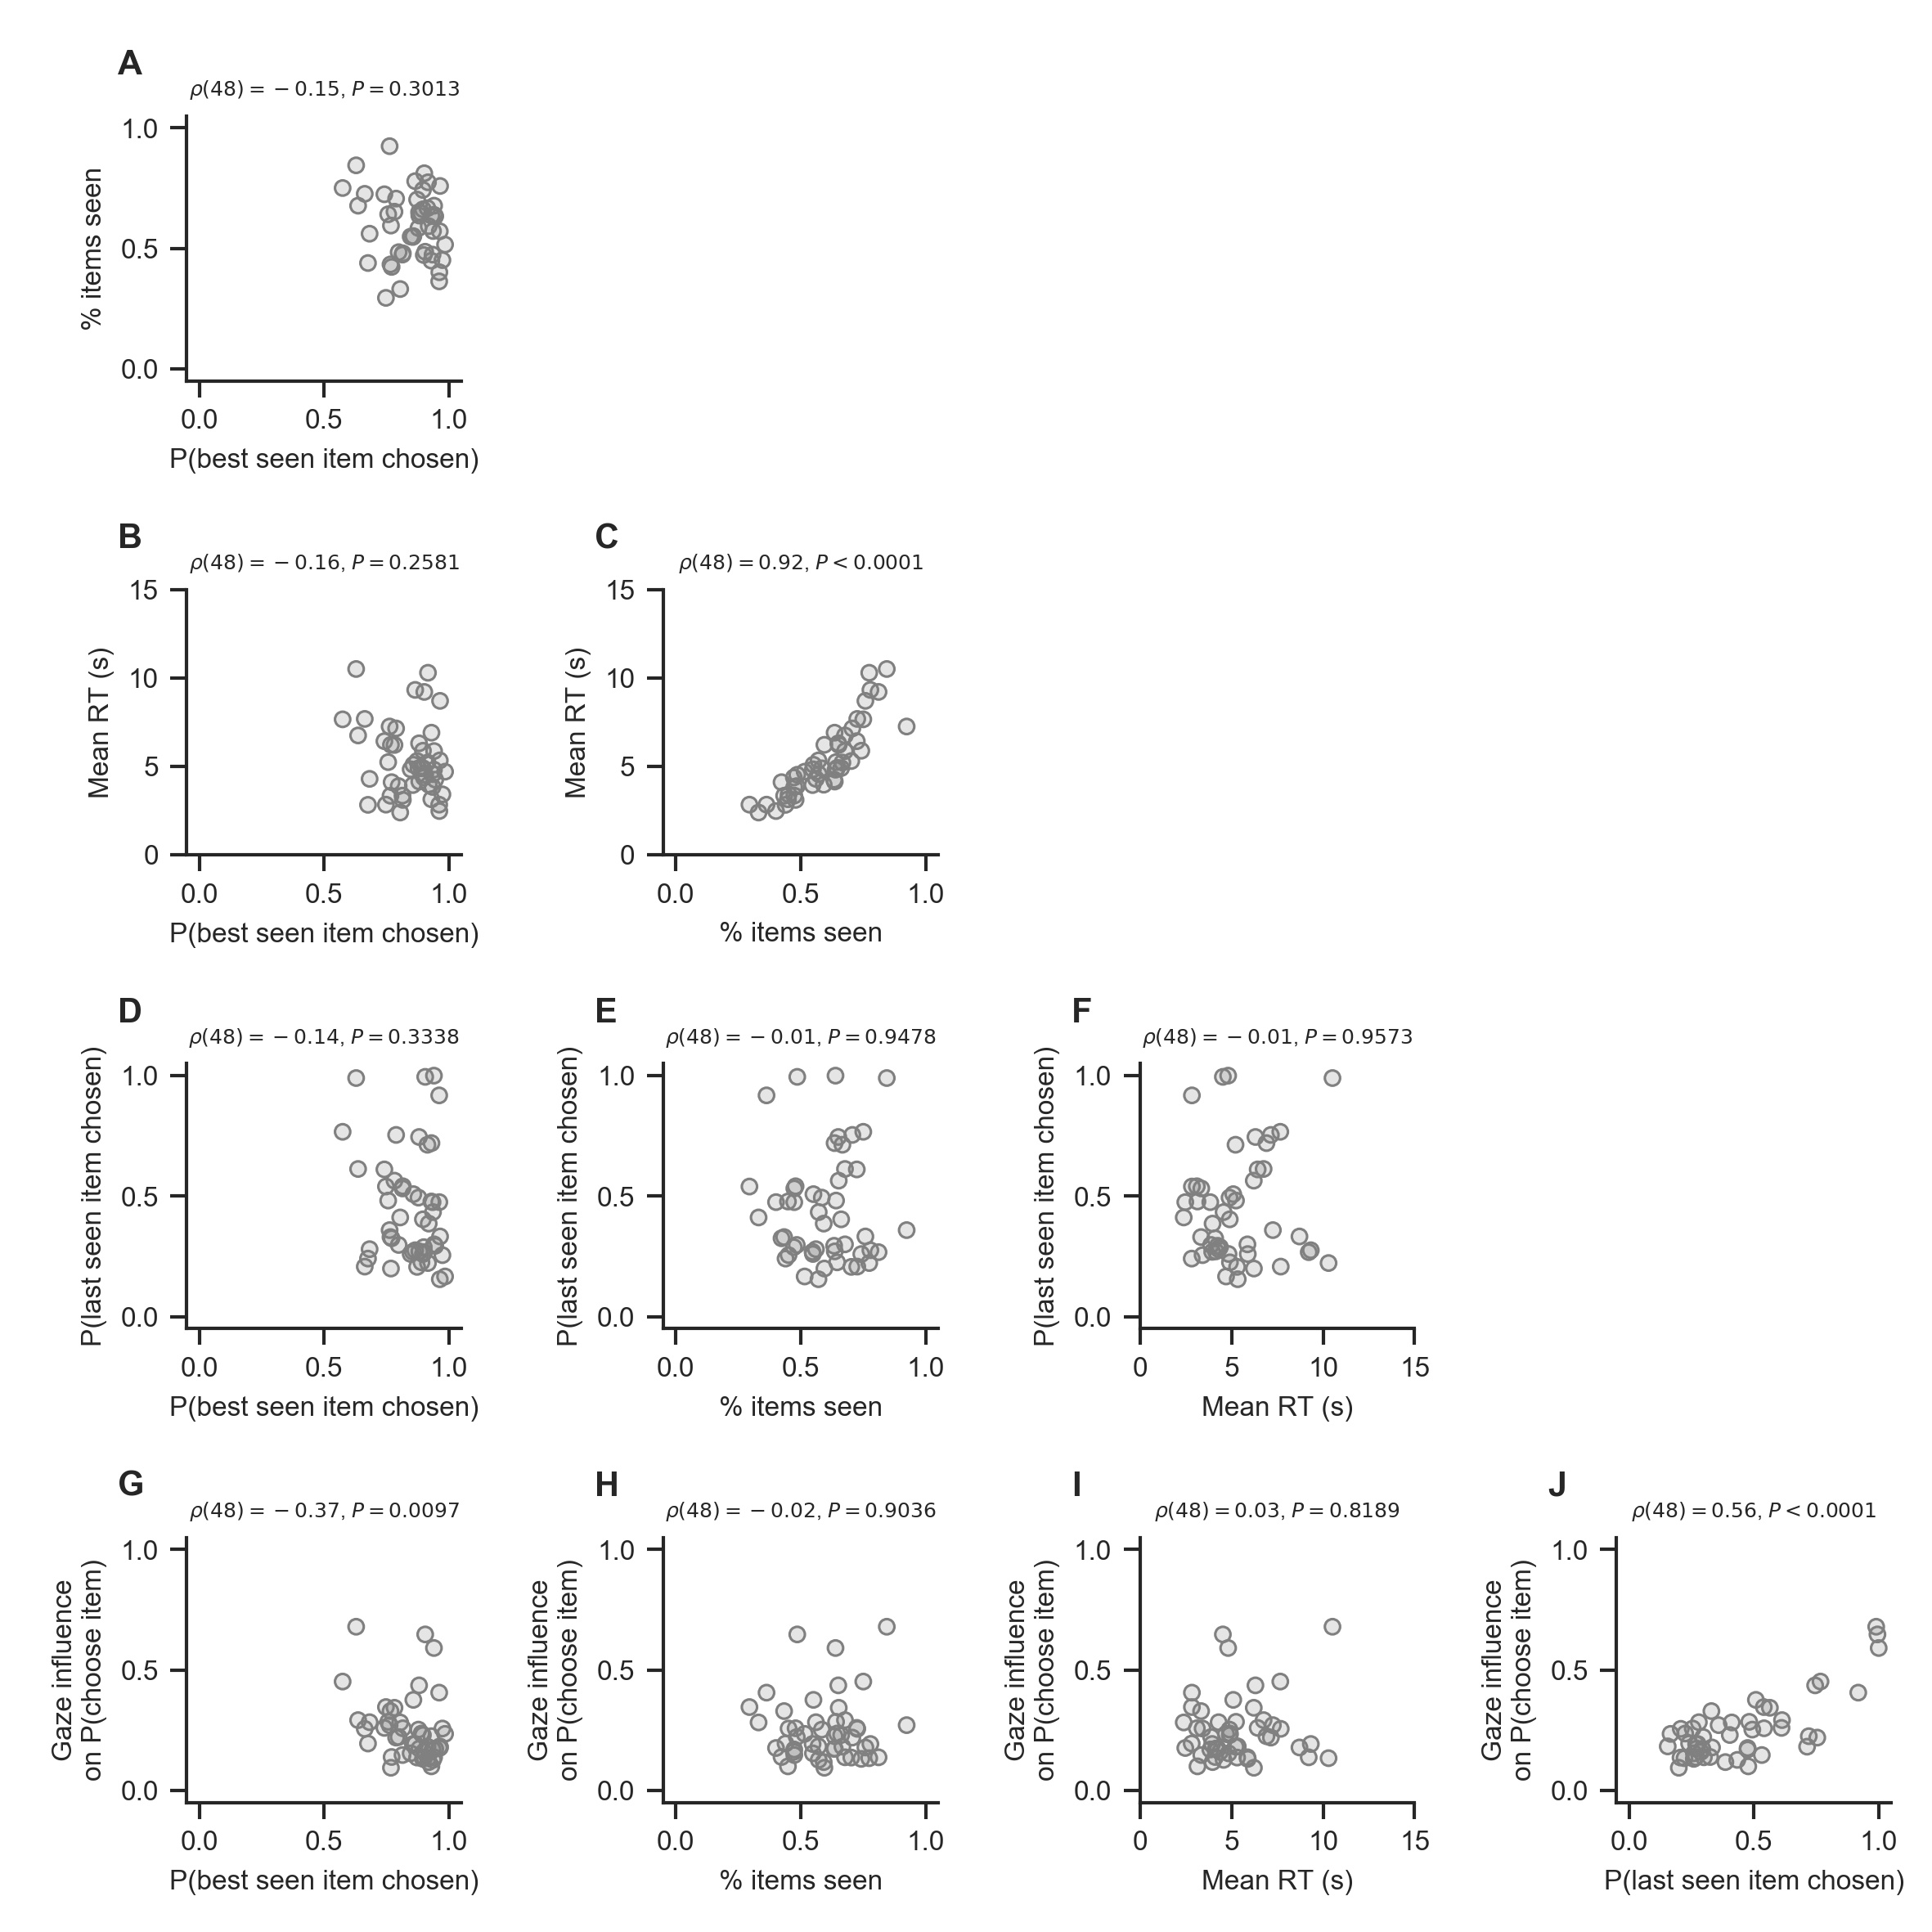 A
ρ(48) = −0.15, P = 0.3013
1.0
0.5
0.0
% items seen
0.0 0.5 1.0
P(best seen item chosen)
B
ρ(48) = −0.16, P = 0.2581
15
10
5
0
Mean RT (s)
0.0 0.5 1.0
P(best seen item chosen)
C
ρ(48) = 0.92, P < 0.0001
15
10
5
0
Mean RT (s)
0.0 0.5 1.0
% items seen
D
ρ(48) = −0.14, P = 0.3338
1.0
0.5
0.0
P(last seen item chosen)
0.0 0.5 1.0
P(best seen item chosen)
E
ρ(48) = −0.01, P = 0.9478
1.0
0.5
0.0
P(last seen item chosen)
0.0 0.5 1.0
% items seen
F
ρ(48) = −0.01, P = 0.9573
1.0
0.5
0.0
P(last seen item chosen)
0 5 10 15
Mean RT (s)
G
ρ(48) = −0.37, P = 0.0097
1.0
0.5
0.0
Gaze influence
on P(choose item)
0.0 0.5 1.0
P(best seen item chosen)
H
ρ(48) = −0.02, P = 0.9036
1.0
0.5
0.0
Gaze influence
on P(choose item)
0.0 0.5 1.0
% items seen
I
ρ(48) = 0.03, P = 0.8189
1.0
0.5
0.0
Gaze influence
on P(choose item)
0 5 10 15
Mean RT (s)
J
ρ(48) = 0.56, P < 0.0001
1.0
0.5
0.0
Gaze influence
on P(choose item)
0.0 0.5 1.0
P(last seen item chosen)